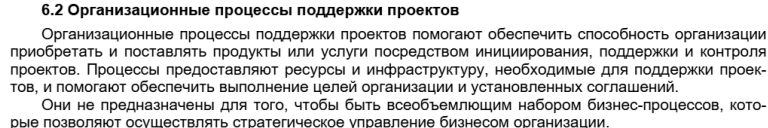 6.2 Организационные процессы поддержки проектов
Организационные процессы поддержки проектов помогают обеспечить способность организации
приобретать и поставлять продукты или услуги посредством инициирования, поддержки и контроля
проектов. Процессы предоставляют ресурсы и инфраструктуру, необходимые для поддержки проек-
тов, и помогают обеспечить выполнение целей организации и установленных соглашений.
Они не предназначены для того, чтобы быть всеобъемлющим набором бизнес-процессов, кото-
рые позволяют осуществлять стратегическое управление бизнесом организации.